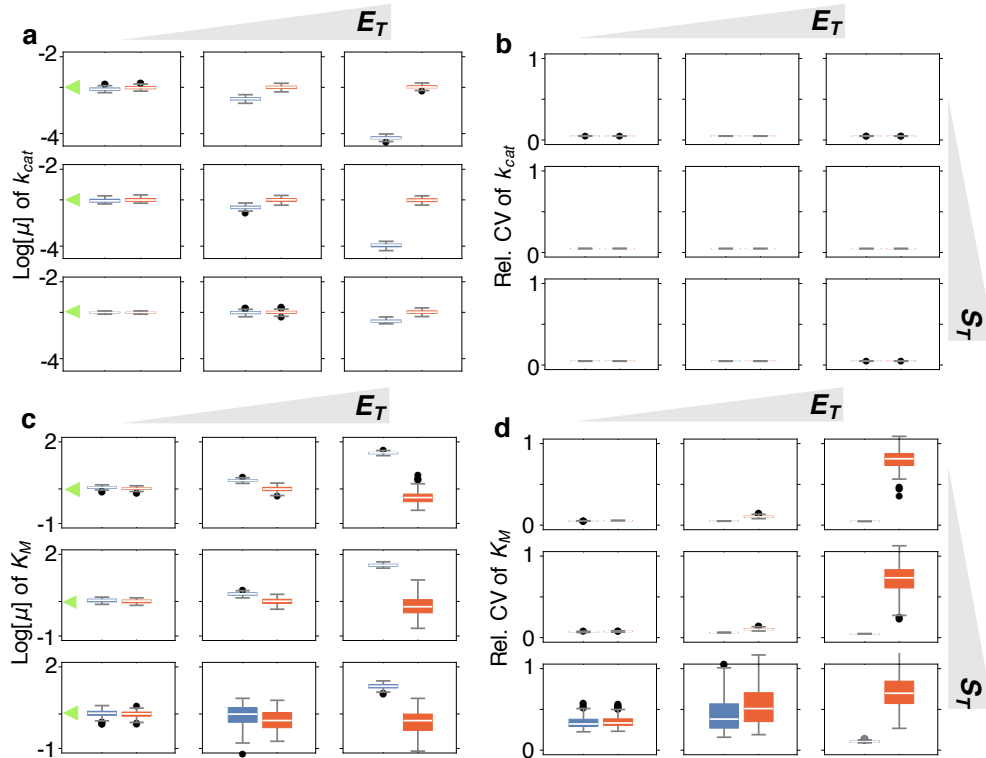 E_T
a
-2
-4
-2
-4
-2
-4
Log[μ] of k_cat
E_T
b
1
0
1
0
1
0
Rel. CV of k_cat
S_T
E_T
c
2
-1
2
-1
2
-1
Log[μ] of K_M
E_T
d
1
0
1
0
1
0
Rel. CV of K_M
S_T